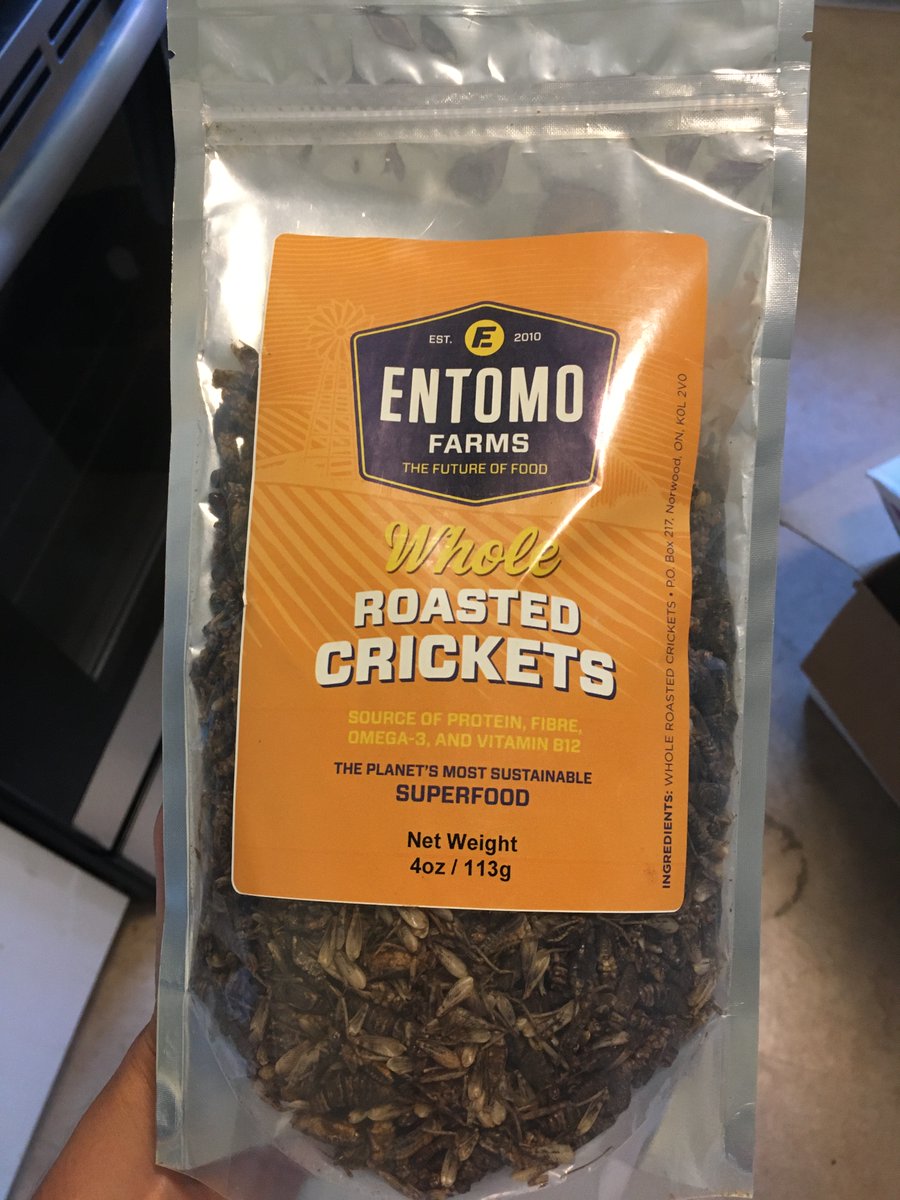 EST. E 2010
ENTOMO
FARMS
THE FUTURE OF FOOD
Whole
ROASTED
CRICKETS
SOURCE OF PROTEIN, FIBRE,
OMEGA-3, AND VITAMIN B12
THE PLANET'S MOST SUSTAINABLE
SUPERFOOD
Net Weight
4oz / 113g
INGREDIENTS: WHOLE ROASTED CRICKETS • P.O. Box 217, Norwood, ON, K0L 2V0